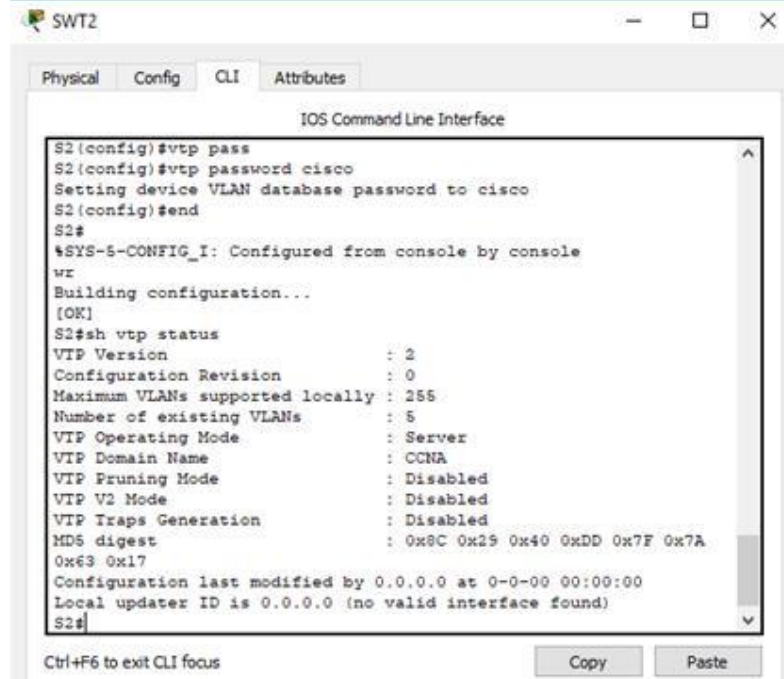 SWT2
Physical Config CLI Attributes
IOS Command Line Interface
S2(config)#vtp pass
S2(config)#vtp password cisco
Setting device VLAN database password to cisco
S2(config)#end
S2#
%SYS-5-CONFIG_I: Configured from console by console
wr
Building configuration...
[OK]
S2#sh vtp status
VTP Version : 2
Configuration Revision : 0
Maximum VLANs supported locally : 255
Number of existing VLANs : 5
VTP Operating Mode : Server
VTP Domain Name : CCNA
VTP Pruning Mode : Disabled
VTP V2 Mode : Disabled
VTP Traps Generation : Disabled
MD5 digest : 0x8C 0x29 0x40 0xDD 0x7F 0x7A
0x63 0x17
Configuration last modified by 0.0.0.0 at 0-0-00 00:00:00
Local updater ID is 0.0.0.0 (no valid interface found)
S2#
Ctrl+F6 to exit CLI focus
Copy Paste